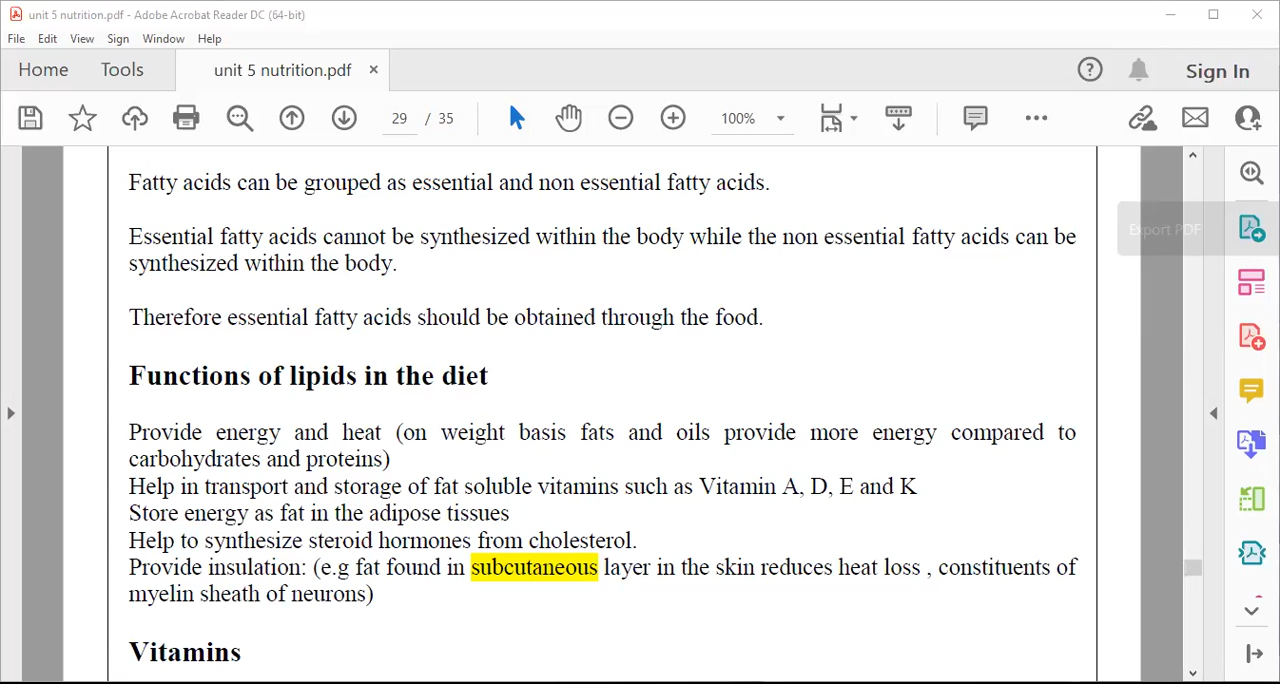 unit 5 nutrition.pdf - Adobe Acrobat Reader DC (64-bit)
File Edit View Sign Window Help
Home Tools unit 5 nutrition.pdf × Sign In
29 / 35 100%
Fatty acids can be grouped as essential and non essential fatty acids.
Essential fatty acids cannot be synthesized within the body while the non essential fatty acids can be
synthesized within the body.
Export PDF
Therefore essential fatty acids should be obtained through the food.
Functions of lipids in the diet
Provide energy and heat (on weight basis fats and oils provide more energy compared to
carbohydrates and proteins)
Help in transport and storage of fat soluble vitamins such as Vitamin A, D, E and K
Store energy as fat in the adipose tissues
Help to synthesize steroid hormones from cholesterol.
Provide insulation: (e.g fat found in subcutaneous layer in the skin reduces heat loss , constituents of
myelin sheath of neurons)
Vitamins